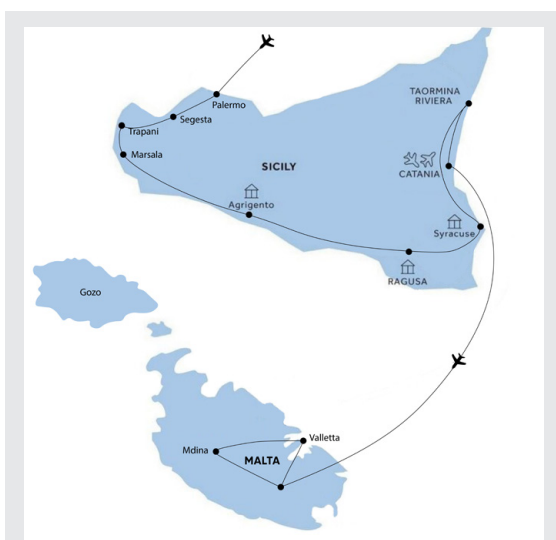 TAORMINA
RIVIERA
Palermo
Segesta
Trapani
Marsala
SICILY
CATANIA
Agrigento
Syracuse
RAGUSA
Gozo
Valletta
Mdina
MALTA